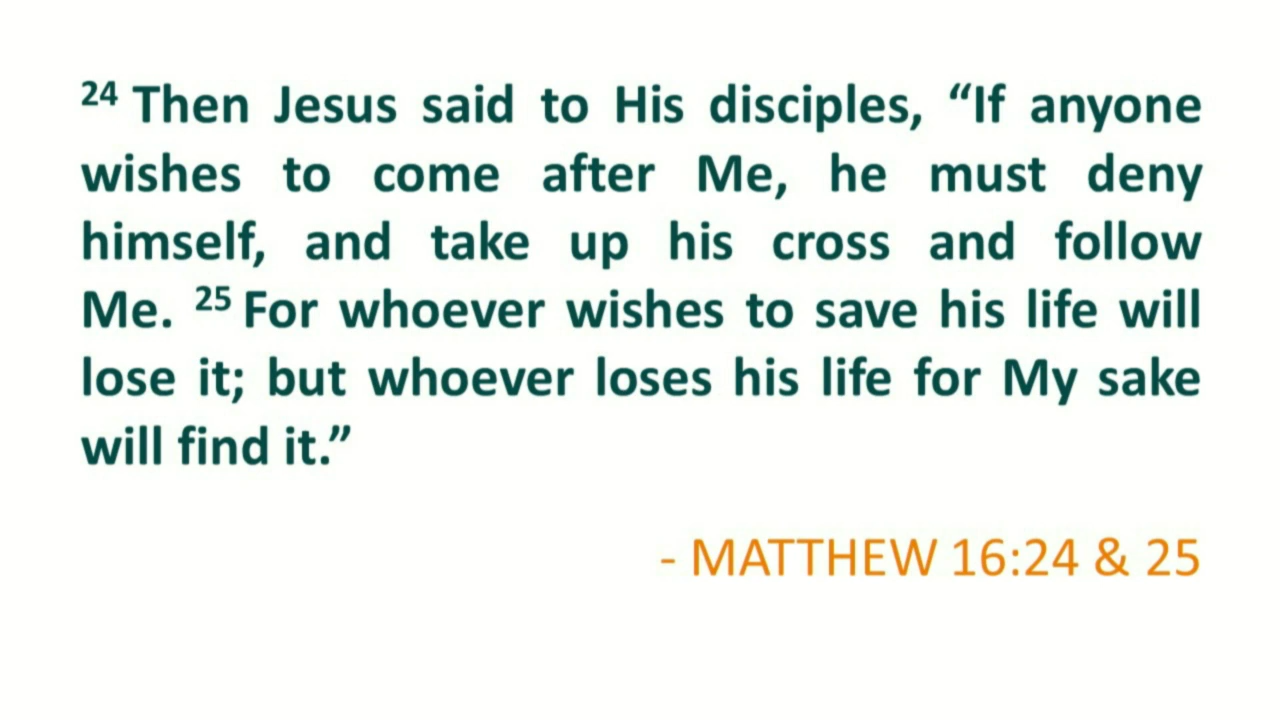 24 Then Jesus said to His disciples, “If anyone
wishes to come after Me, he must deny
himself, and take up his cross and follow
Me. 25 For whoever wishes to save his life will
lose it; but whoever loses his life for My sake
will find it.”
- MATTHEW 16:24 & 25